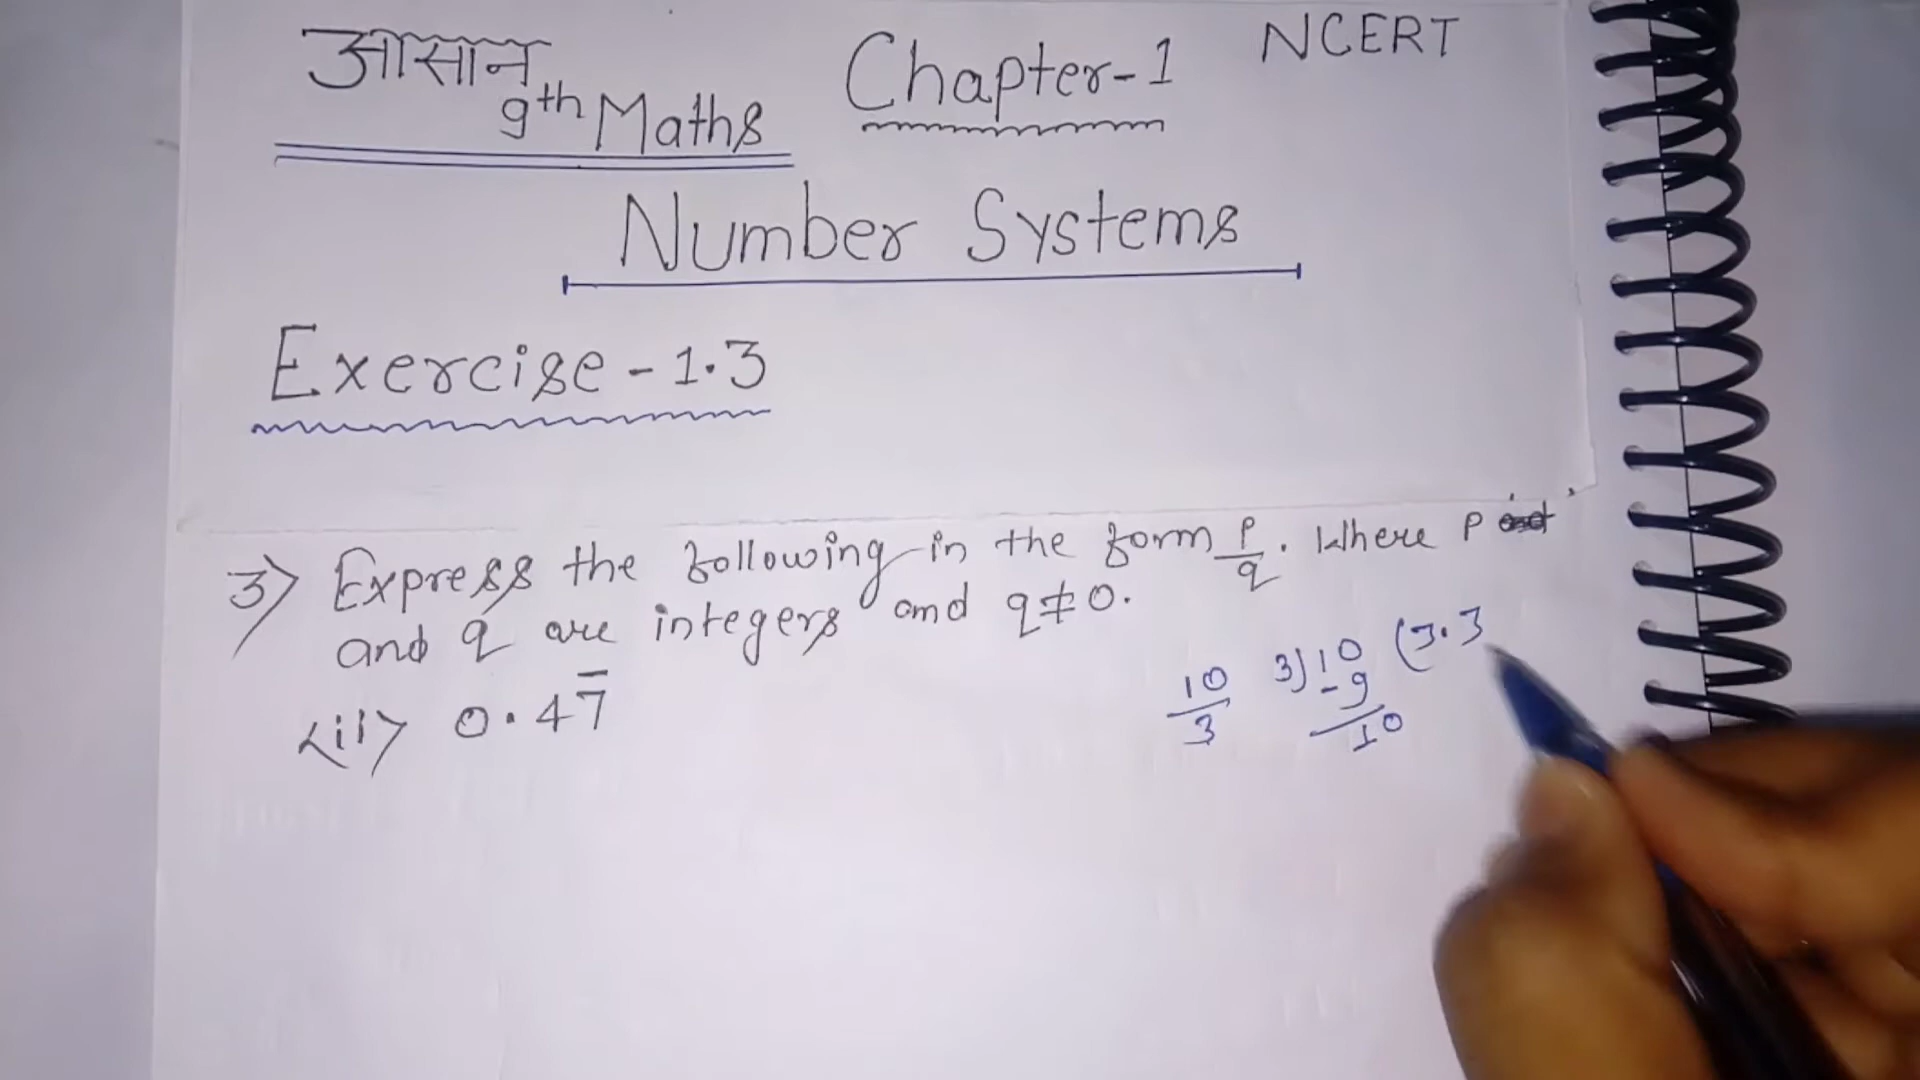 आसान
9th Maths
Chapter-1
NCERT
Number Systems
Exercise-1.3
3) Express the following in the form p/q. Where p
and q are integers and q≠0.
<ii> 0.47̅
10/3
3)10(3.3
-9
10